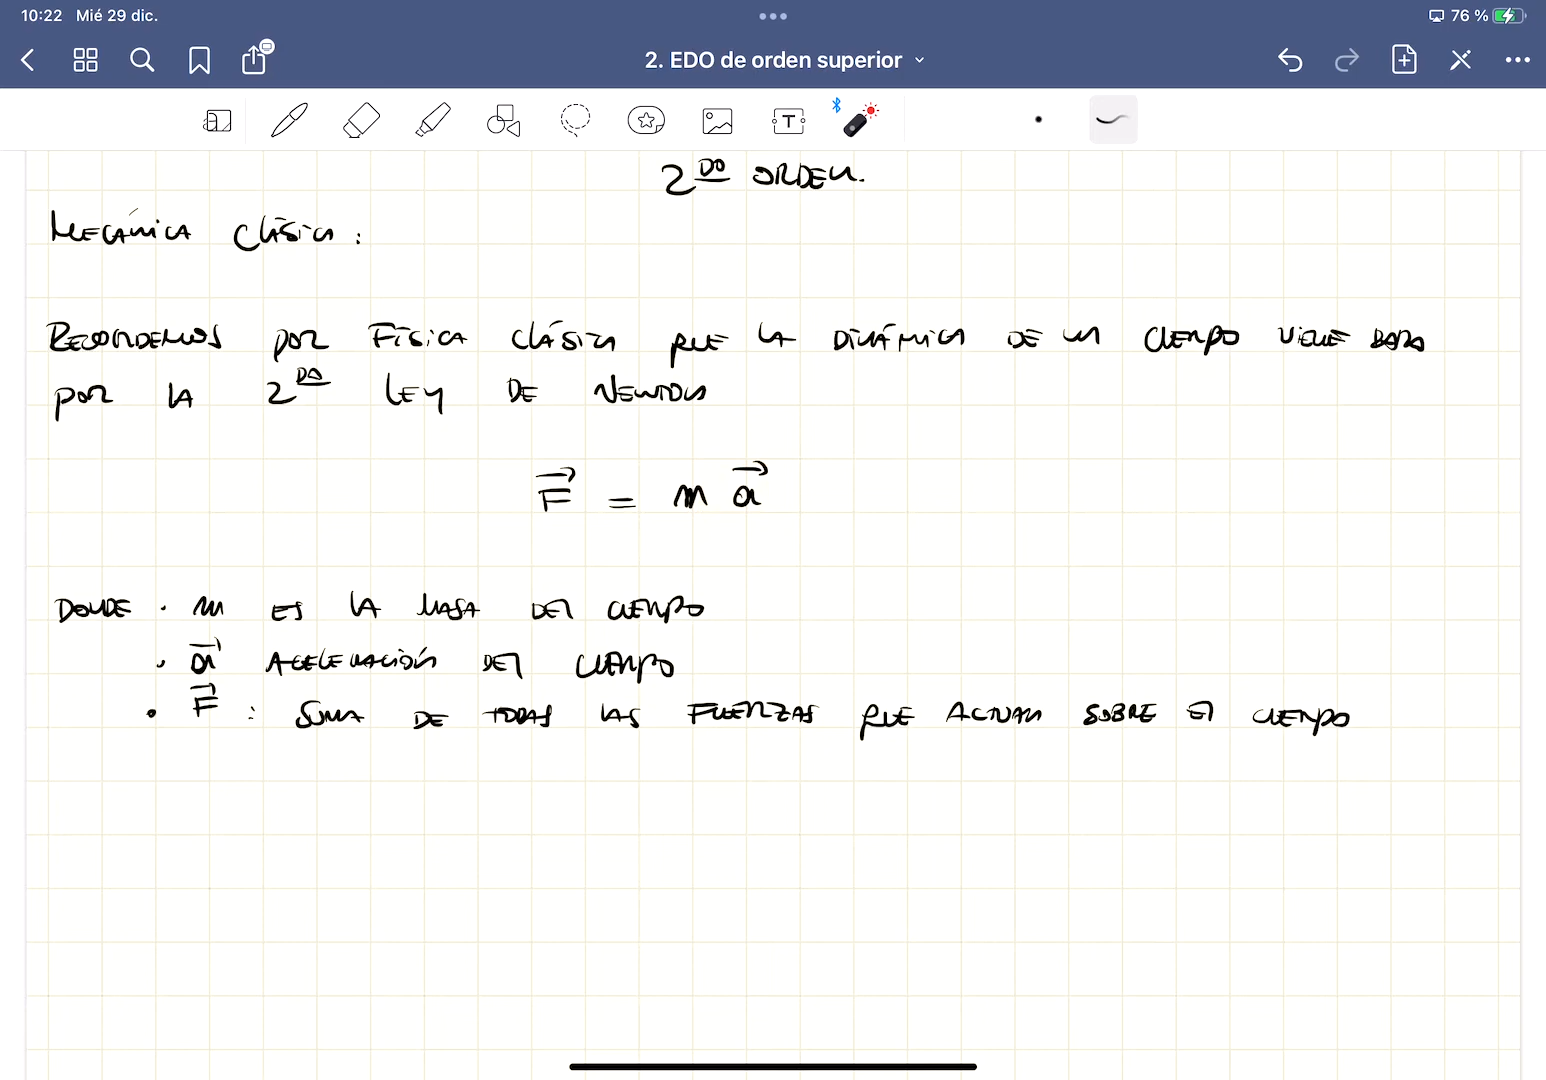 10:22 Mié 29 dic.
76 %
2. EDO de orden superior
T
2DO ORDEN.
MECÁNICA CLÁSICA:
RECORDEMOS POR FÍSICA CLÁSICA QUE LA DINÁMICA DE UN CUERPO VIENE DADA
POR LA 2DA LEY DE NEWTON
F⃗ = m a⃗
DONDE · m ES LA MASA DEL CUERPO
· a⃗ ACELERACIÓN DEL CUERPO
· F⃗ : SUMA DE TODAS LAS FUERZAS QUE ACTUAN SOBRE EL CUERPO